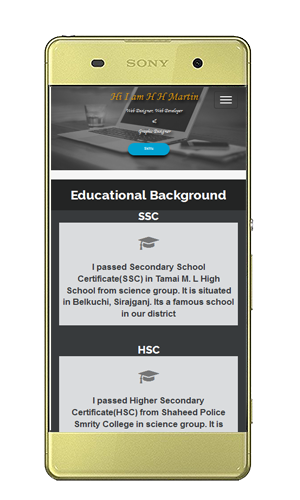 SONY
Hi I am H H Martin
Web Designer, Web Developer
&
Graphic Designer
Skills
Educational Background
SSC
I passed Secondary School
Certificate(SSC) in Tamai M. L High
School from science group. It is situated
in Belkuchi, Sirajganj. Its a famous school
in our district
HSC
I passed Higher Secondary
Certificate(HSC) from Shaheed Police
Smrity College in science group. It is